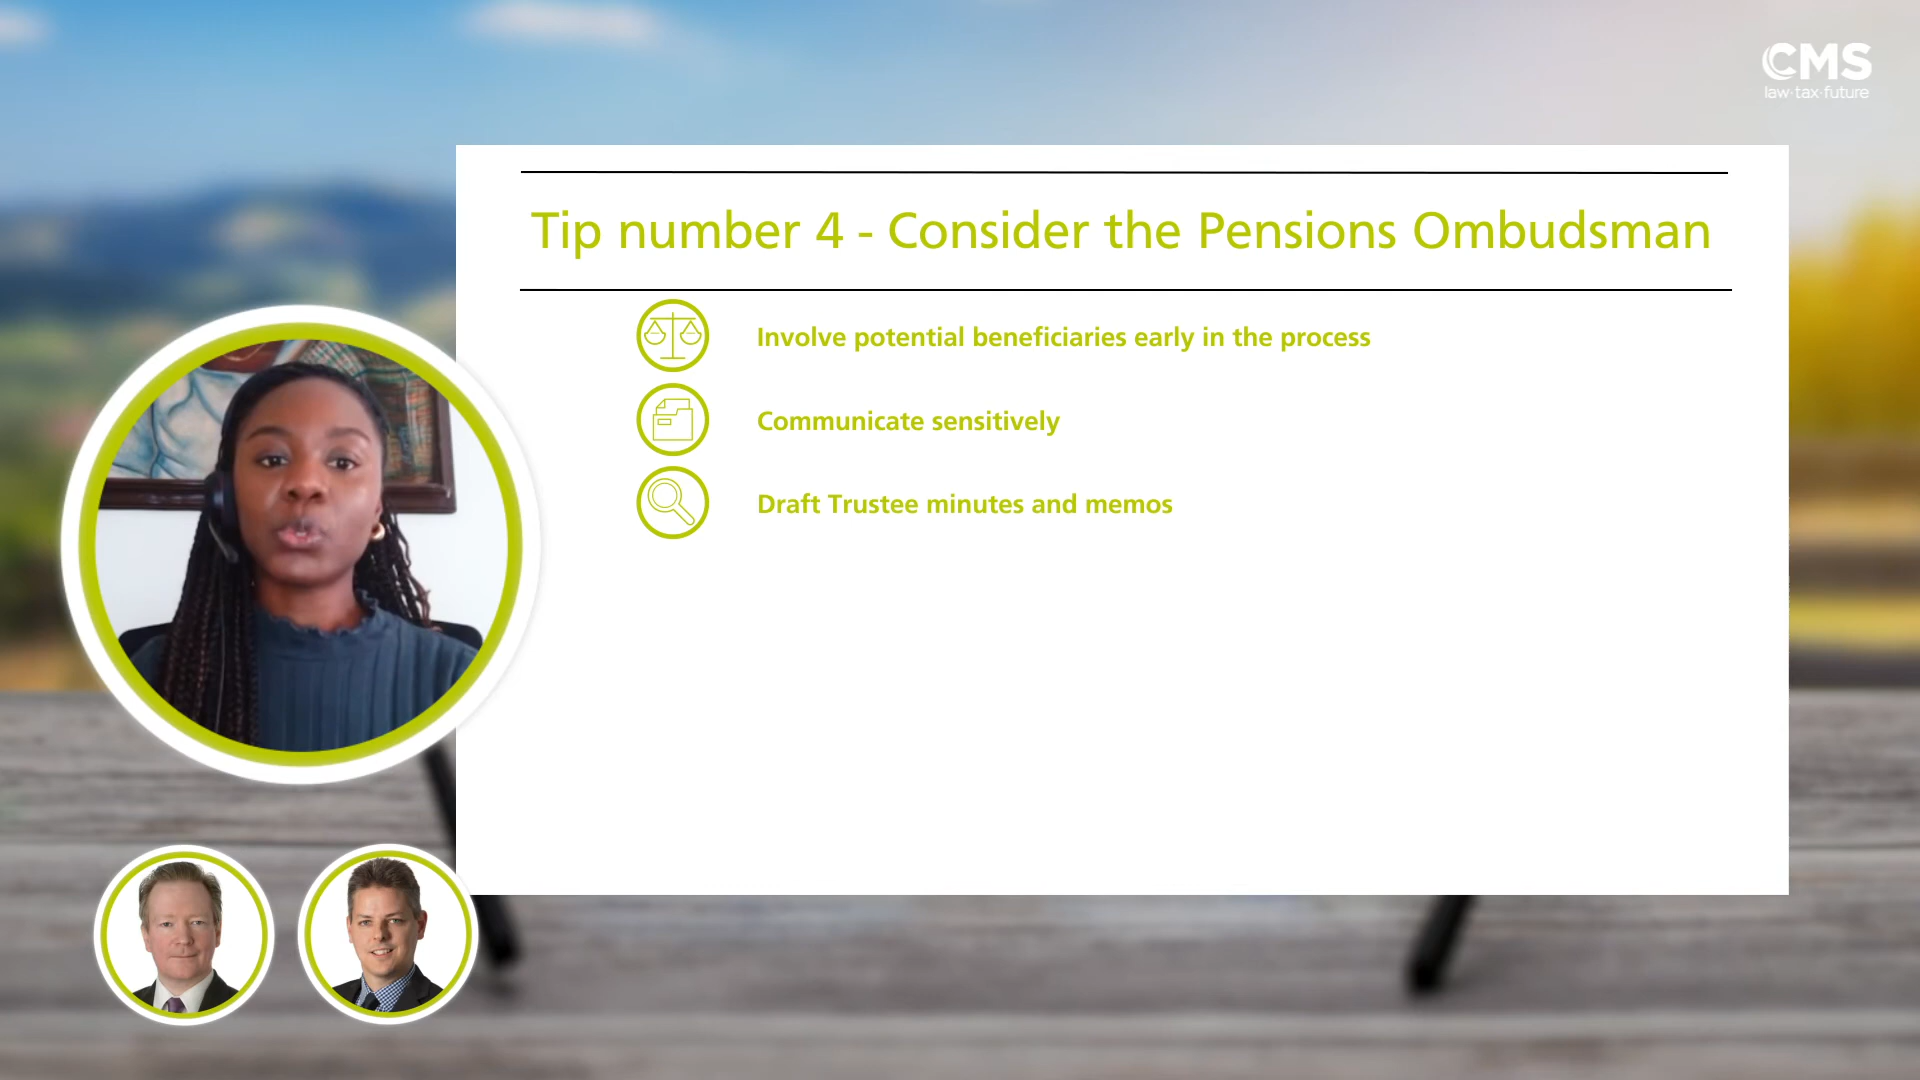 CMS
law·tax·future
Tip number 4 - Consider the Pensions Ombudsman
Involve potential beneficiaries early in the process
Communicate sensitively
Draft Trustee minutes and memos